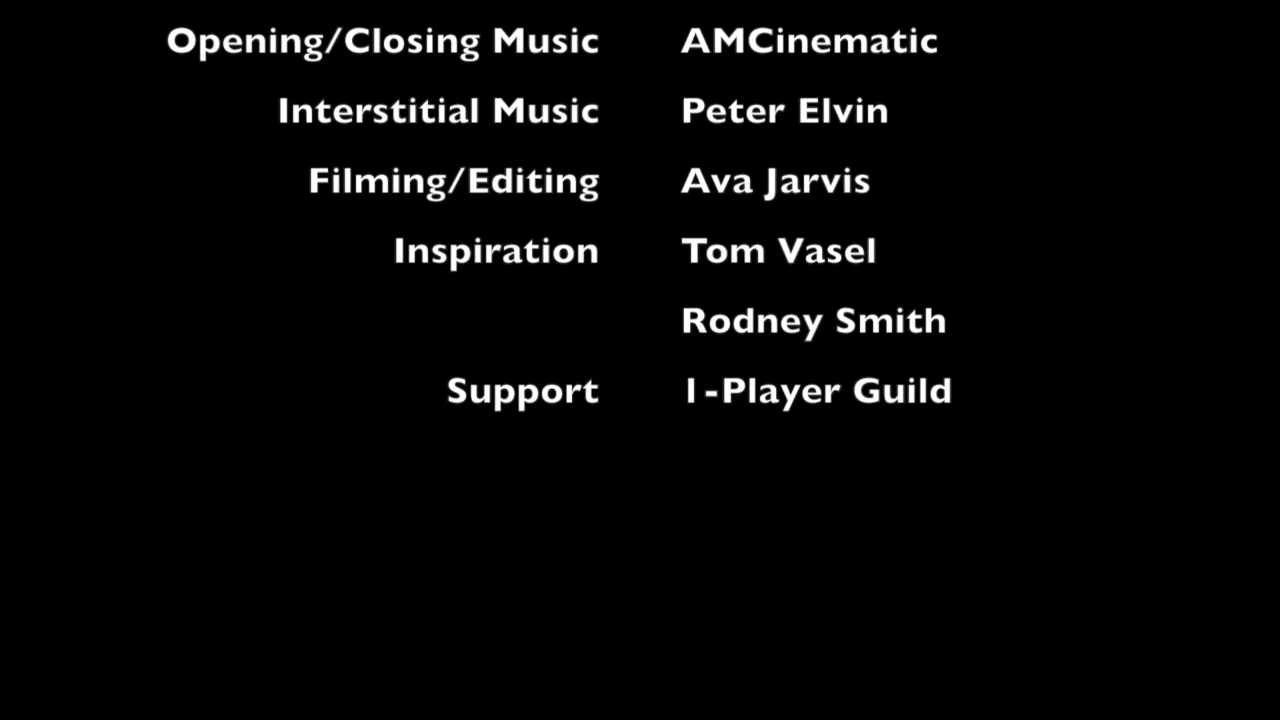 Opening/Closing Music AMCinematic
Interstitial Music Peter Elvin
Filming/Editing Ava Jarvis
Inspiration Tom Vasel
Rodney Smith
Support 1-Player Guild